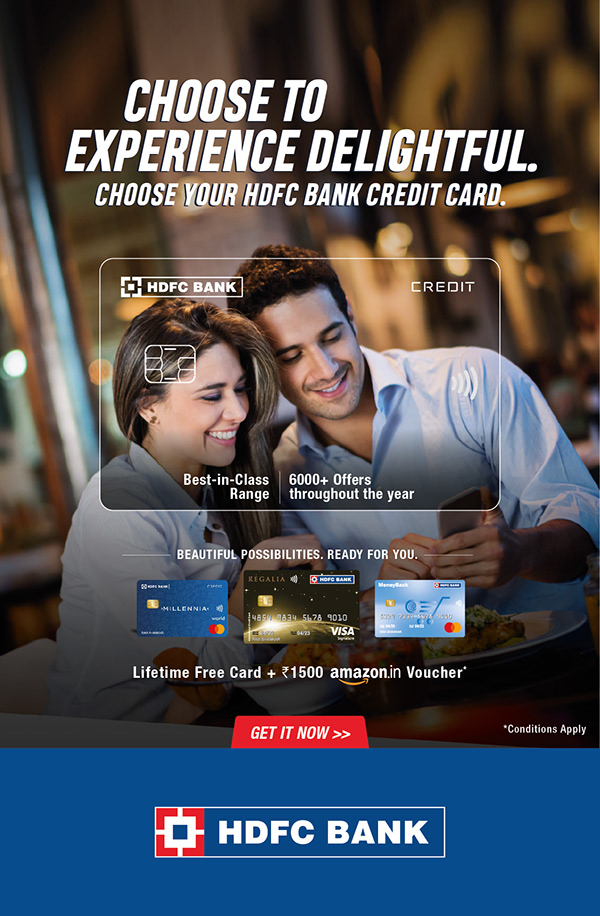 CHOOSE TO
EXPERIENCE DELIGHTFUL.
CHOOSE YOUR HDFC BANK CREDIT CARD.
HDFC BANK
CREDIT
Best-in-Class
Range
6000+ Offers
throughout the year
BEAUTIFUL POSSIBILITIES. READY FOR YOU.
HDFC BANK
CREDIT
MILLENNIA
world
REGALIA
HDFC BANK
5678 9010
04/23
VISA
Signature
MoneyBack
HDFC BANK
Lifetime Free Card + ₹1500 amazon.in Voucher*
GET IT NOW >>
*Conditions Apply
HDFC BANK